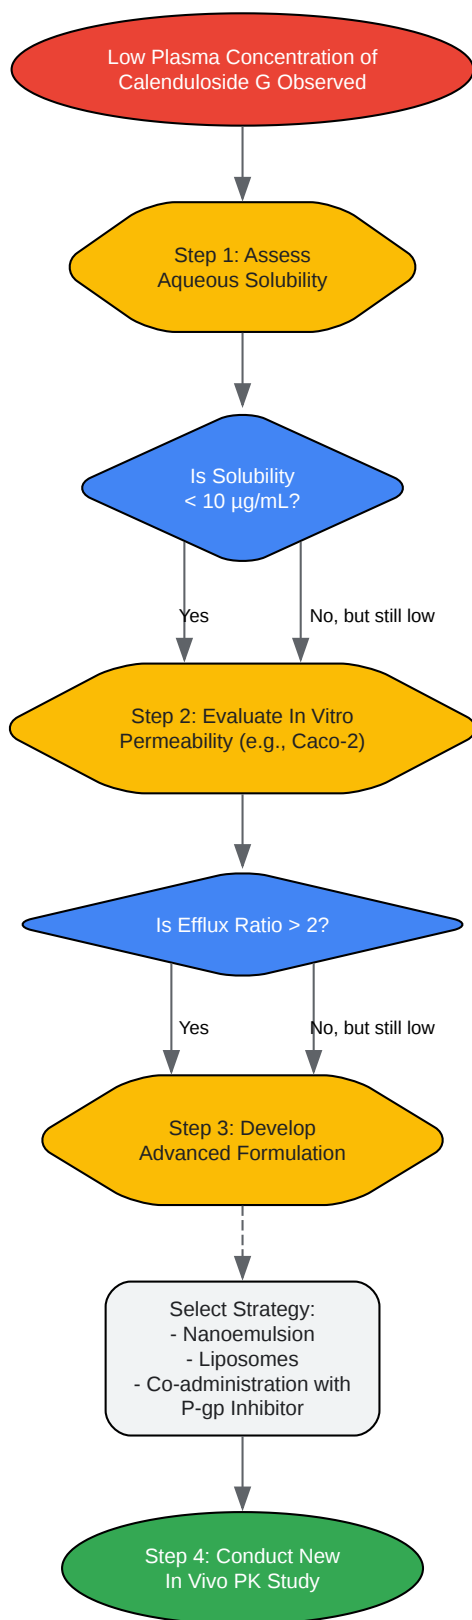 Low Plasma Concentration of
Calenduloside G Observed
Step 1: Assess
Aqueous Solubility
Is Solubility
< 10 µg/mL?
Yes
No, but still low
Step 2: Evaluate In Vitro
Permeability (e.g., Caco-2)
Is Efflux Ratio > 2?
Yes
No, but still low
Step 3: Develop
Advanced Formulation
Select Strategy:
- Nanoemulsion
- Liposomes
- Co-administration with
P-gp Inhibitor
Step 4: Conduct New
In Vivo PK Study